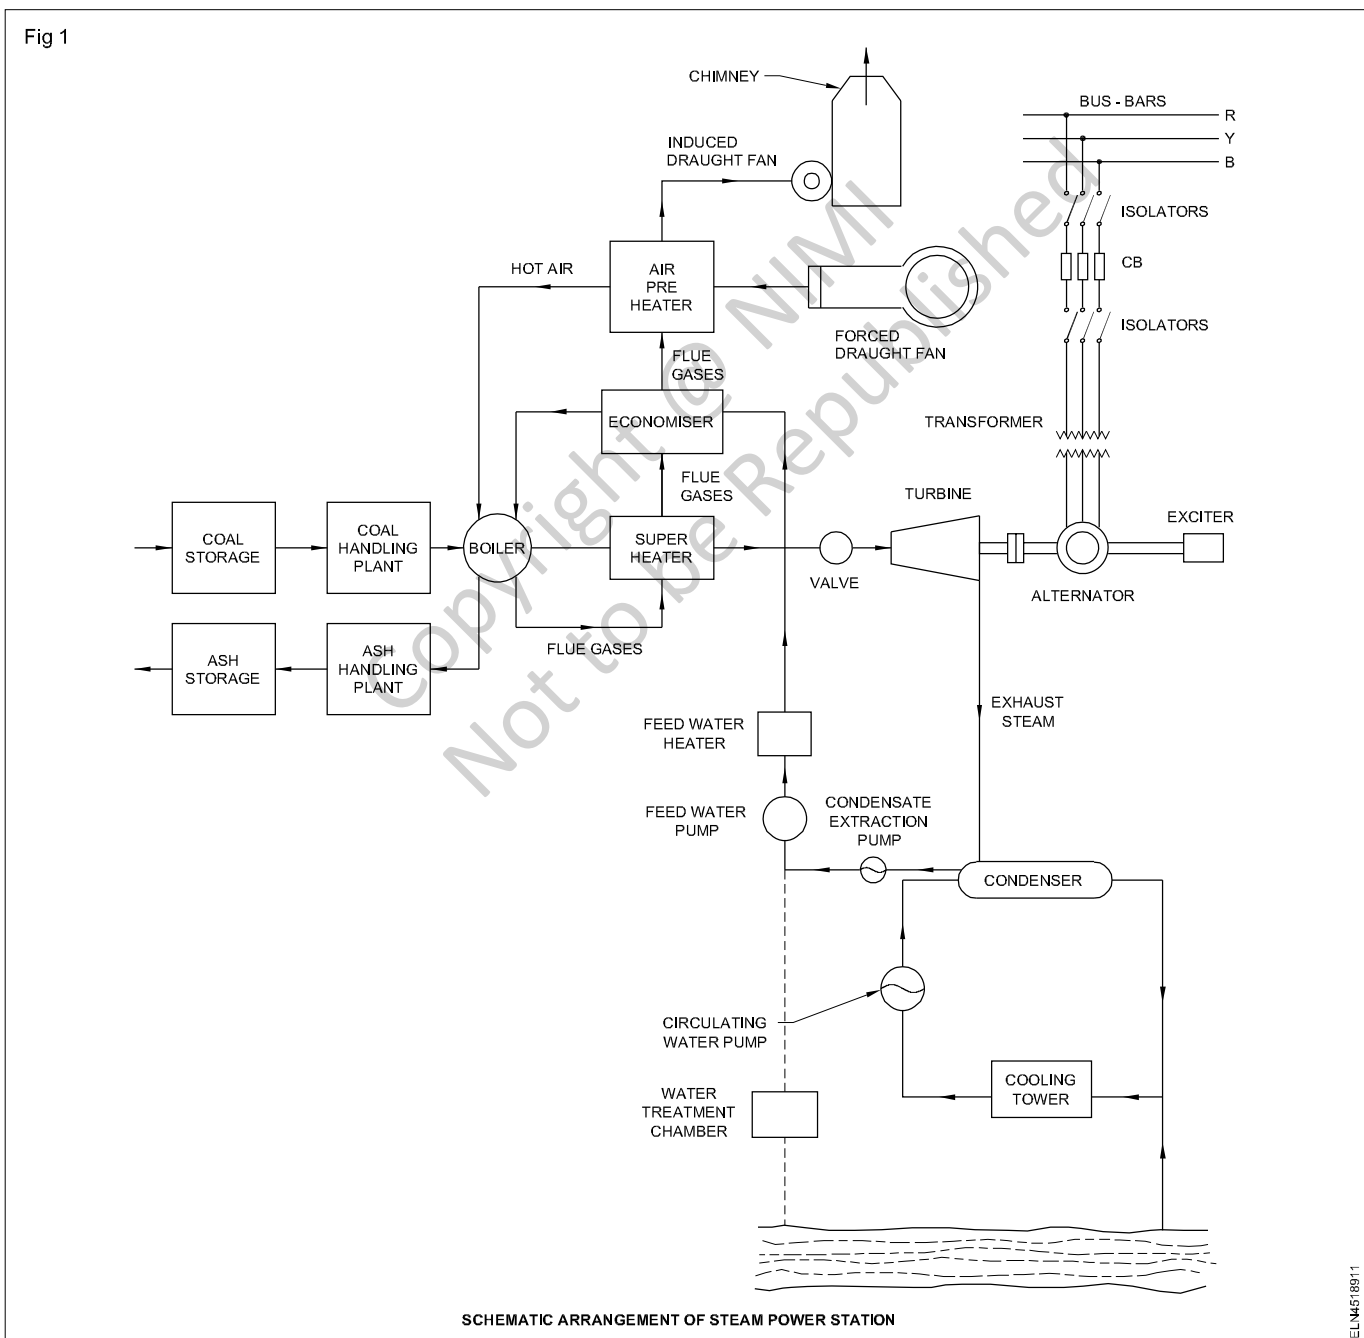 Fig 1
CHIMNEY
BUS - BARS
R
Y
B
INDUCED
DRAUGHT FAN
ISOLATORS
HOT AIR
AIR
PRE
HEATER
CB
FORCED
DRAUGHT FAN
ISOLATORS
FLUE
GASES
ECONOMISER
TRANSFORMER
FLUE
GASES
TURBINE
EXCITER
COAL
STORAGE
COAL
HANDLING
PLANT
BOILER
SUPER
HEATER
VALVE
ALTERNATOR
FLUE GASES
ASH
STORAGE
ASH
HANDLING
PLANT
EXHAUST
STEAM
FEED WATER
HEATER
FEED WATER
PUMP
CONDENSATE
EXTRACTION
PUMP
CONDENSER
CIRCULATING
WATER PUMP
COOLING
TOWER
WATER
TREATMENT
CHAMBER
SCHEMATIC ARRANGEMENT OF STEAM POWER STATION
ELN4518911
Copyright @ NIMI
Not to be Republished